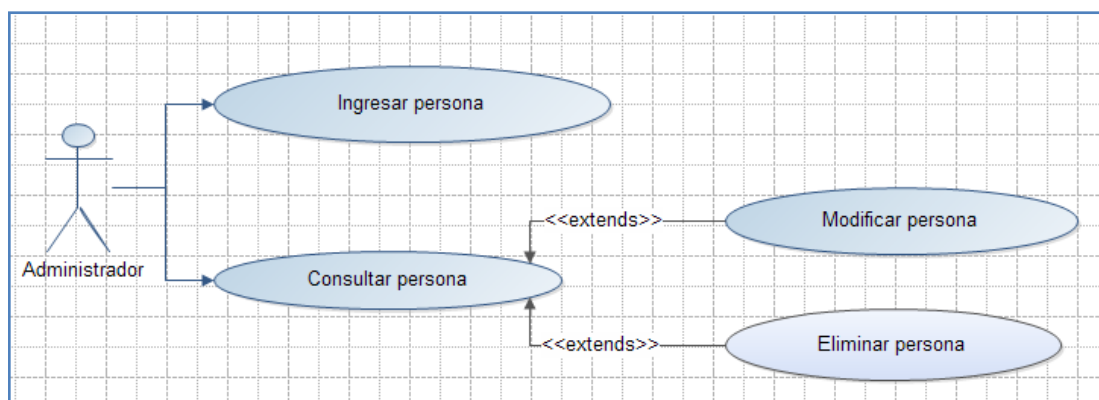 Ingresar persona
<<extends>>
Modificar persona
Administrador
Consultar persona
<<extends>>
Eliminar persona